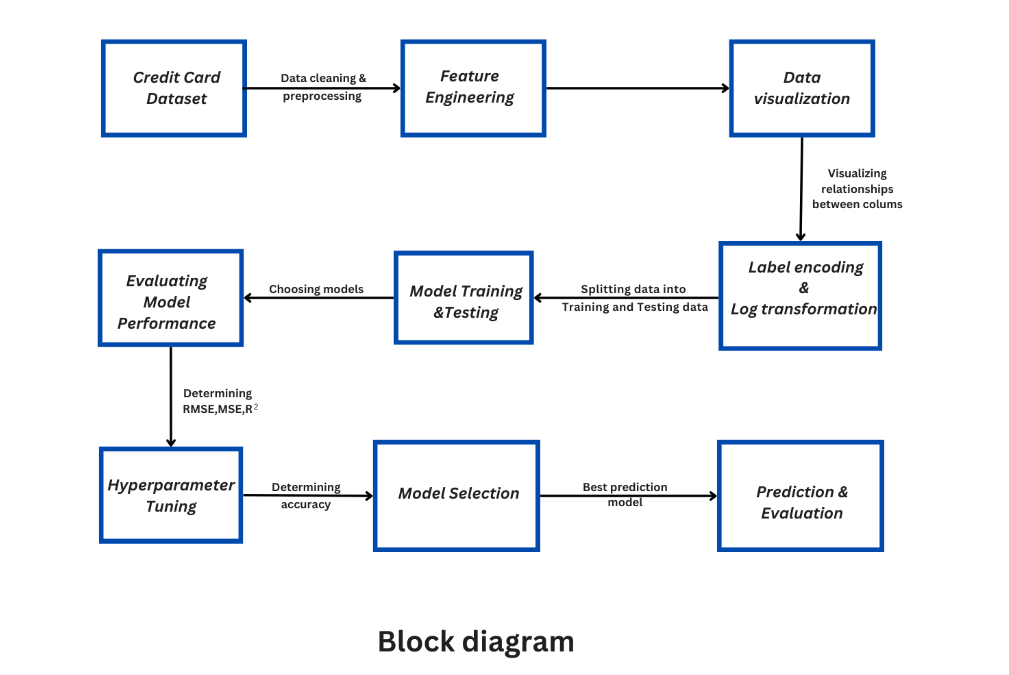 Credit Card
Dataset
Data cleaning &
preprocessing
Feature
Engineering
Data
visualization
Visualizing
relationships
between colums
Label encoding
&
Log transformation
Splitting data into
Training and Testing data
Model Training
&Testing
Choosing models
Evaluating
Model
Performance
Determining
RMSE,MSE,R²
Hyperparameter
Tuning
Determining
accuracy
Model Selection
Best prediction
model
Prediction &
Evaluation
Block diagram